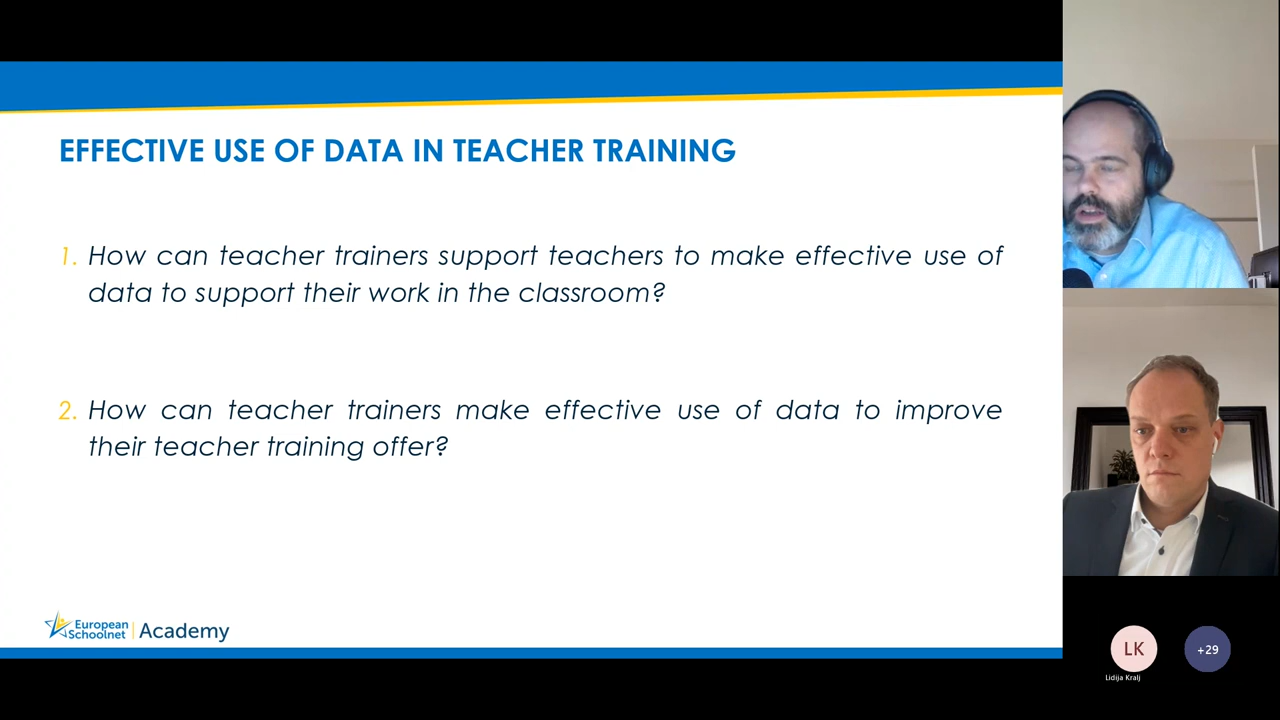 EFFECTIVE USE OF DATA IN TEACHER TRAINING
1. How can teacher trainers support teachers to make effective use of
data to support their work in the classroom?
2. How can teacher trainers make effective use of data to improve
their teacher training offer?
European
Schoolnet
Academy
LK
+29
Lidija Kralj